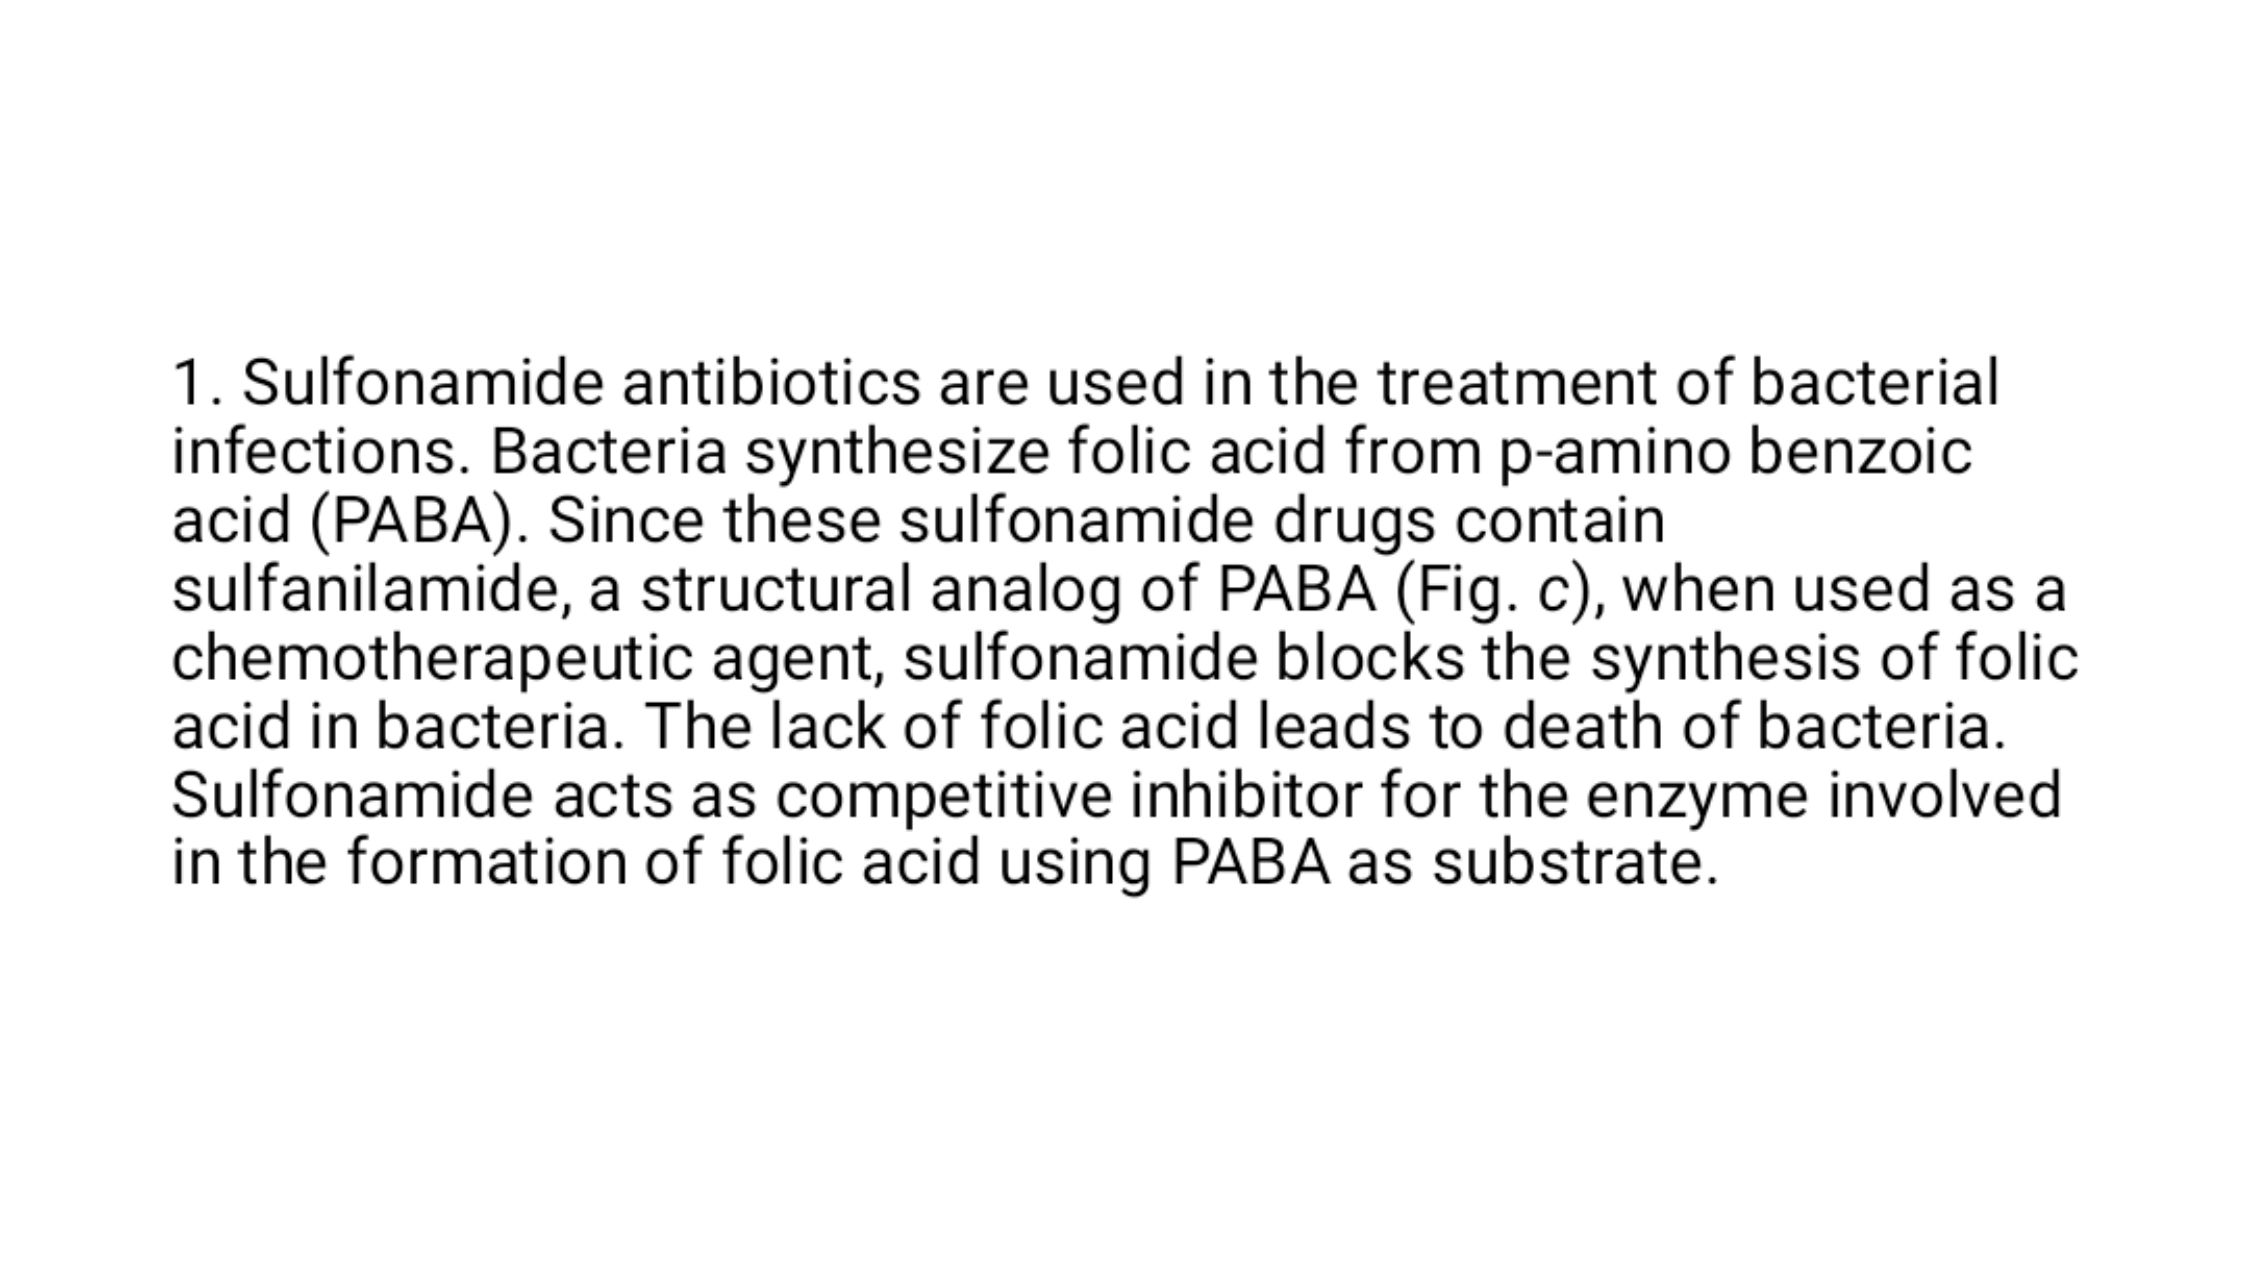 1. Sulfonamide antibiotics are used in the treatment of bacterial
infections. Bacteria synthesize folic acid from p-amino benzoic
acid (PABA). Since these sulfonamide drugs contain
sulfanilamide, a structural analog of PABA (Fig. c), when used as a
chemotherapeutic agent, sulfonamide blocks the synthesis of folic
acid in bacteria. The lack of folic acid leads to death of bacteria.
Sulfonamide acts as competitive inhibitor for the enzyme involved
in the formation of folic acid using PABA as substrate.